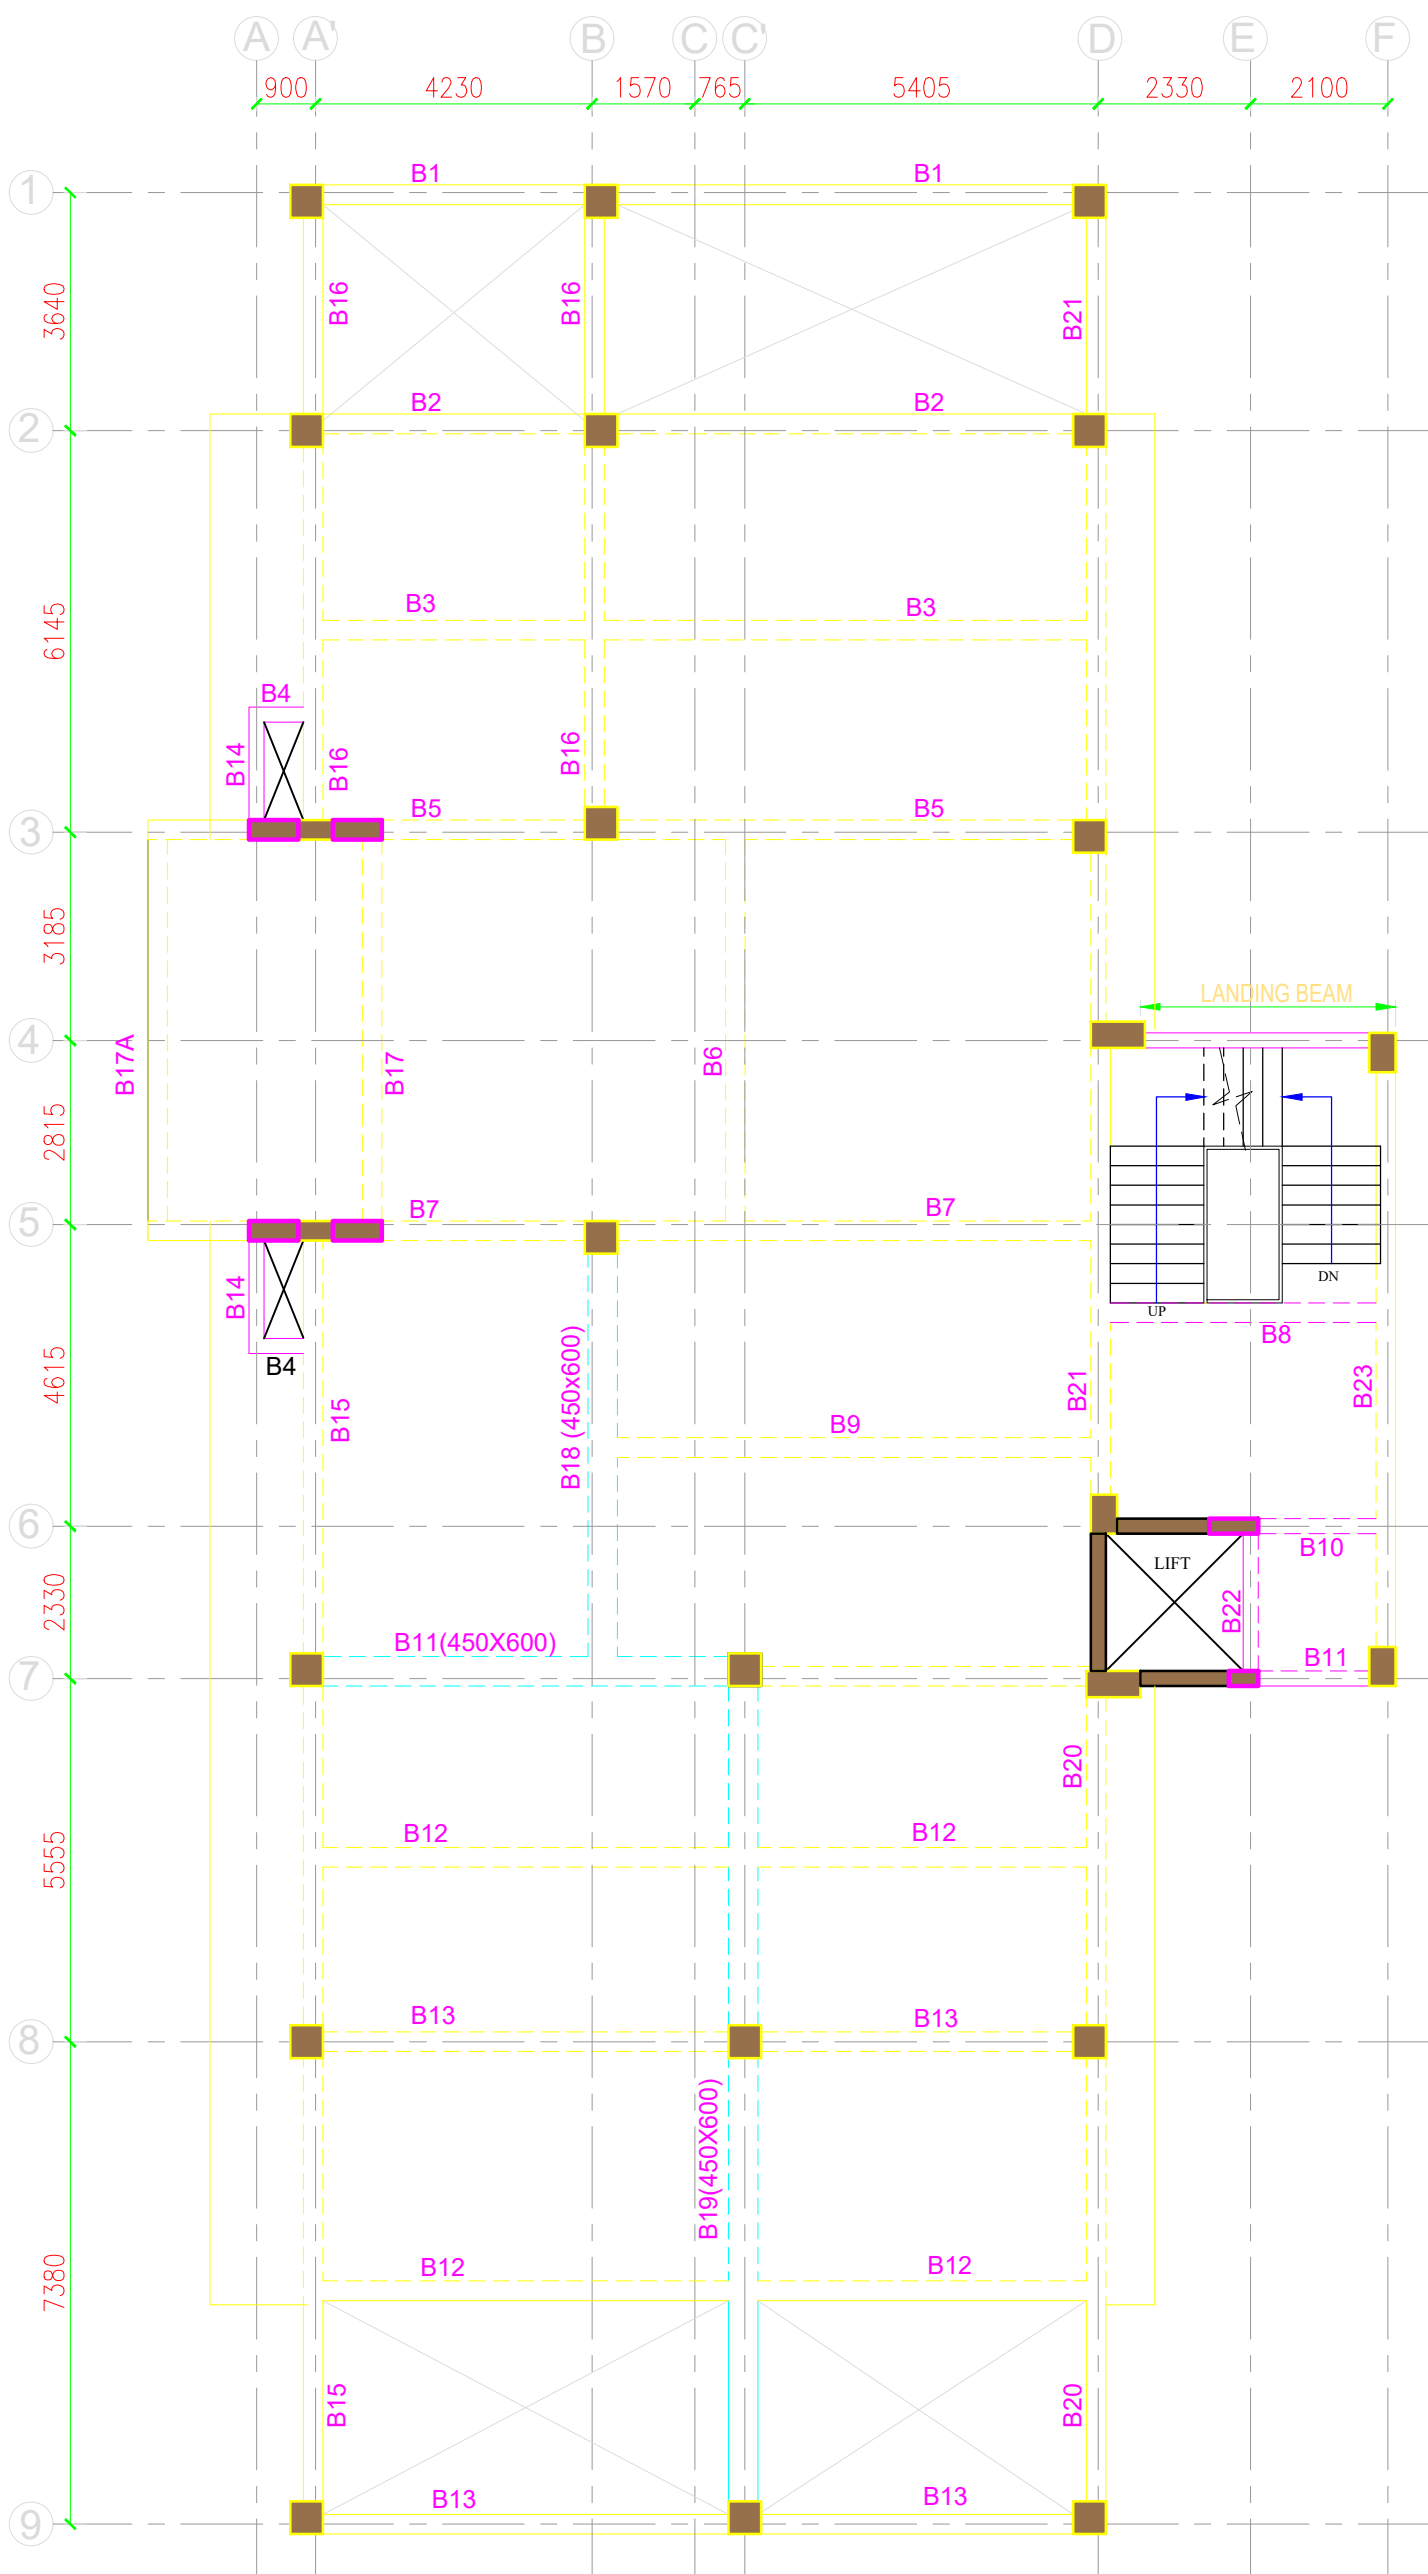 A A' B C C' D E F
900 4230 1570 765 5405 2330 2100
B1 B1
1
3640
B16 B16 B21
B2 B2
2
6145
B3 B3
B4
B14 B16 B16
B5 B5
3
3185
LANDING BEAM
4
B17A B17 B6
2815
B7 B7
5
DN
UP
B14
B8
B4
4615
B15 B18 (450x600) B21 B23
B9
6
B10
LIFT
2330
B22
B11(450X600) B11
7
B20
5555
B12 B12
B13 B13
8
B19(450X600)
7380
B12 B12
B15 B20
B13 B13
9